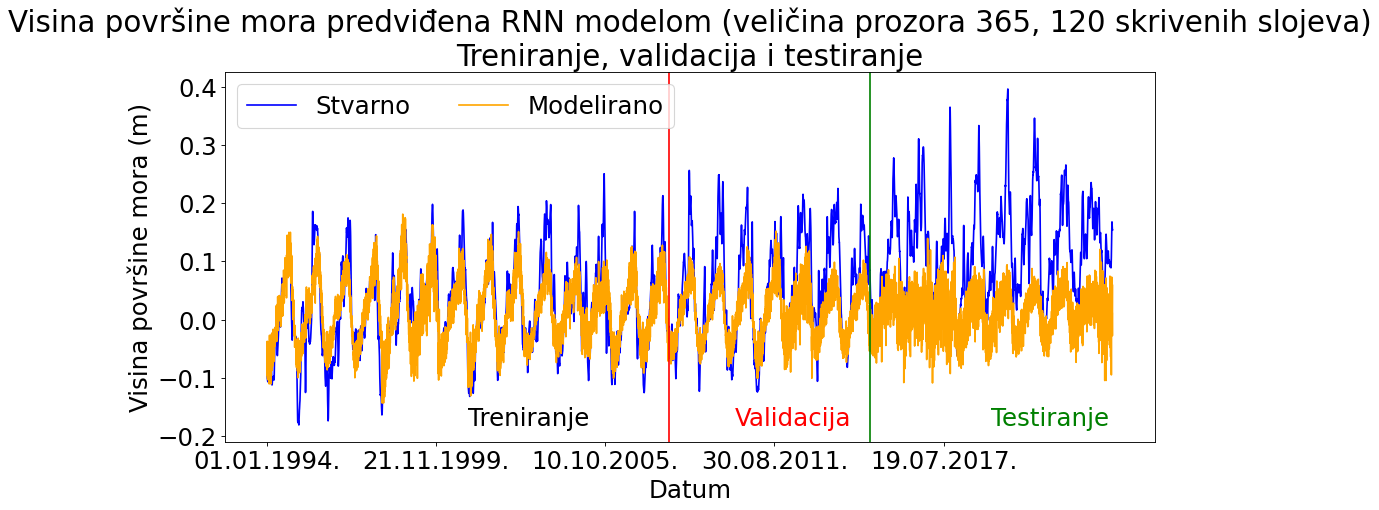 Visina površine mora predviđena RNN modelom (veličina prozora 365, 120 skrivenih slojeva)
Treniranje, validacija i testiranje
Stvarno
Modelirano
Visina površine mora (m)
0.4
0.3
0.2
0.1
0.0
−0.1
−0.2
Treniranje
Validacija
Testiranje
01.01.1994.
21.11.1999.
10.10.2005.
30.08.2011.
19.07.2017.
Datum